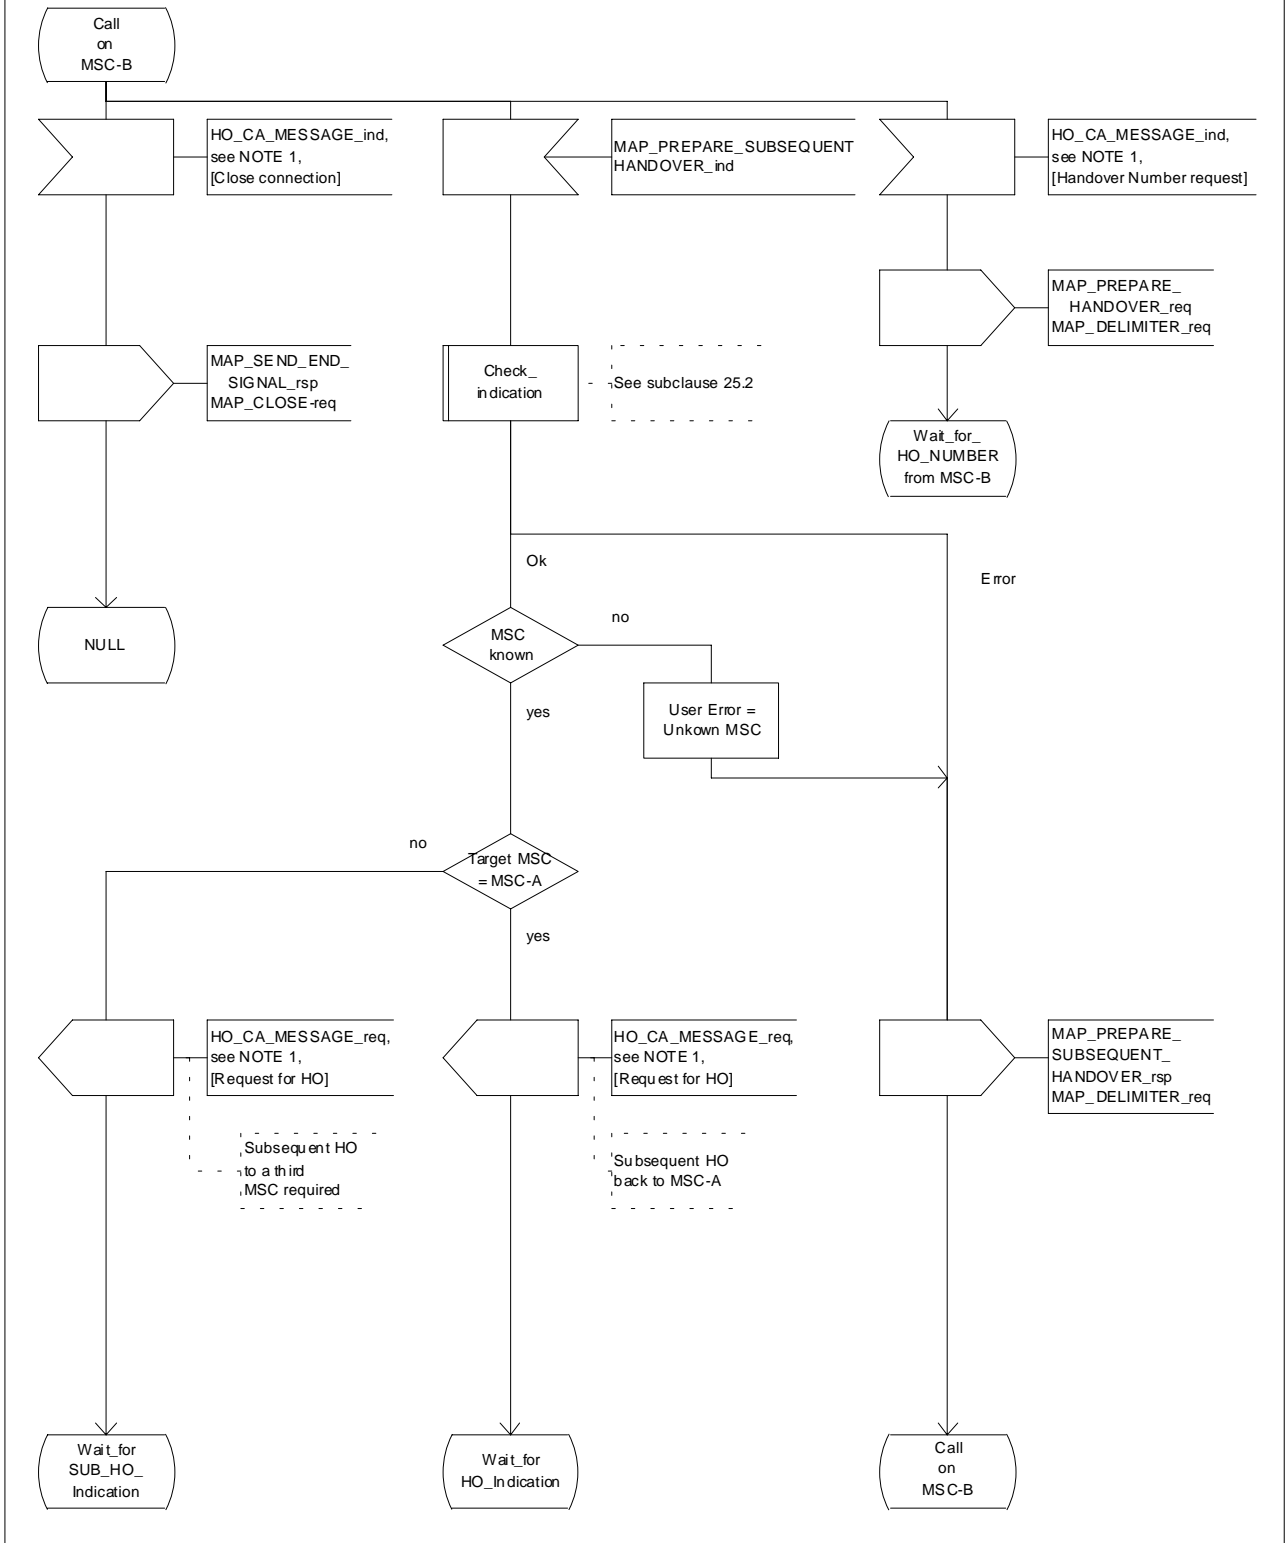 Call
on
MSC-B
HO_CA_MESSAGE_ind,
see NOTE 1,
[Close connection]
MAP_PREPARE_SUBSEQUENT
HANDOVER_ind
HO_CA_MESSAGE_ind,
see NOTE 1,
[Handover Number request]
MAP_PREPARE_
HANDOVER_req
MAP_DELIMITER_req
MAP_SEND_END_
SIGNAL_rsp
MAP_CLOSE-req
Check_
indication
See subclause 25.2
Wait_for_
HO_NUMBER
from MSC-B
Ok
Error
NULL
MSC
known
no
yes
User Error =
Unkown MSC
no
Target MSC
= MSC-A
yes
HO_CA_MESSAGE_req,
see NOTE 1,
[Request for HO]
HO_CA_MESSAGE_req,
see NOTE 1,
[Request for HO]
MAP_PREPARE_
SUBSEQUENT_
HANDOVER_rsp
MAP_DELIMITER_req
Subsequent HO
to a third
MSC required
Subsequent HO
back to MSC-A
Wait_for
SUB_HO_
Indication
Wait_for
HO_Indication
Call
on
MSC-B